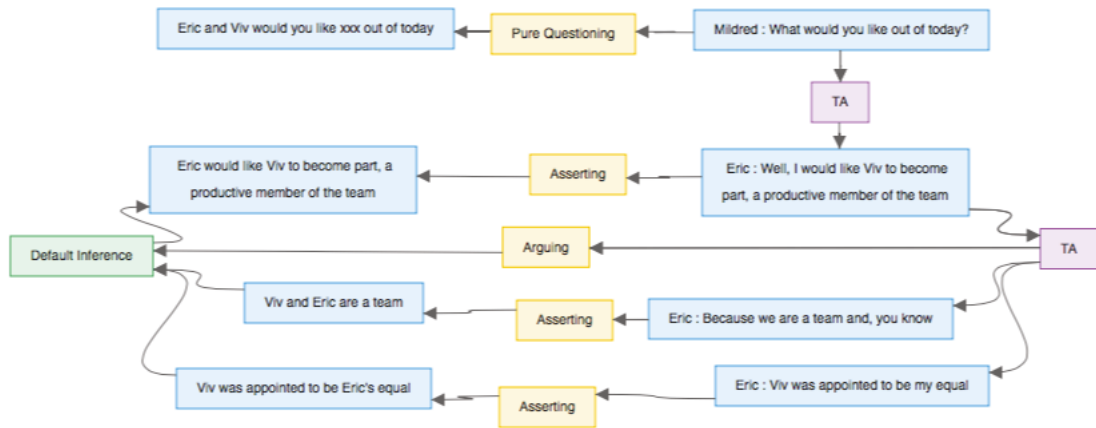 Eric and Viv would you like xxx out of today
Pure Questioning
Mildred : What would you like out of today?
TA
Eric would like Viv to become part, a
productive member of the team
Asserting
Eric : Well, I would like Viv to become
part, a productive member of the team
Default Inference
Arguing
TA
Viv and Eric are a team
Asserting
Eric : Because we are a team and, you know
Viv was appointed to be Eric's equal
Asserting
Eric : Viv was appointed to be my equal